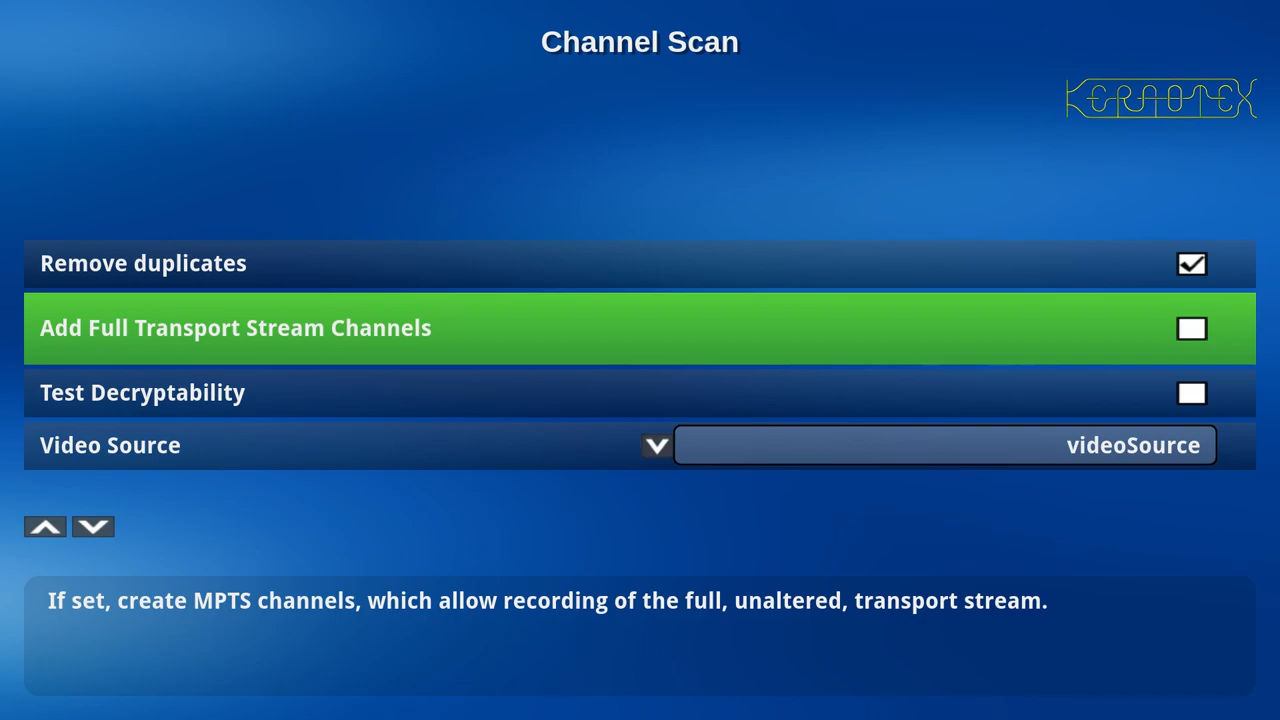 Channel Scan
KERAOTEX
Remove duplicates
Add Full Transport Stream Channels
Test Decryptability
Video Source
videoSource
If set, create MPTS channels, which allow recording of the full, unaltered, transport stream.